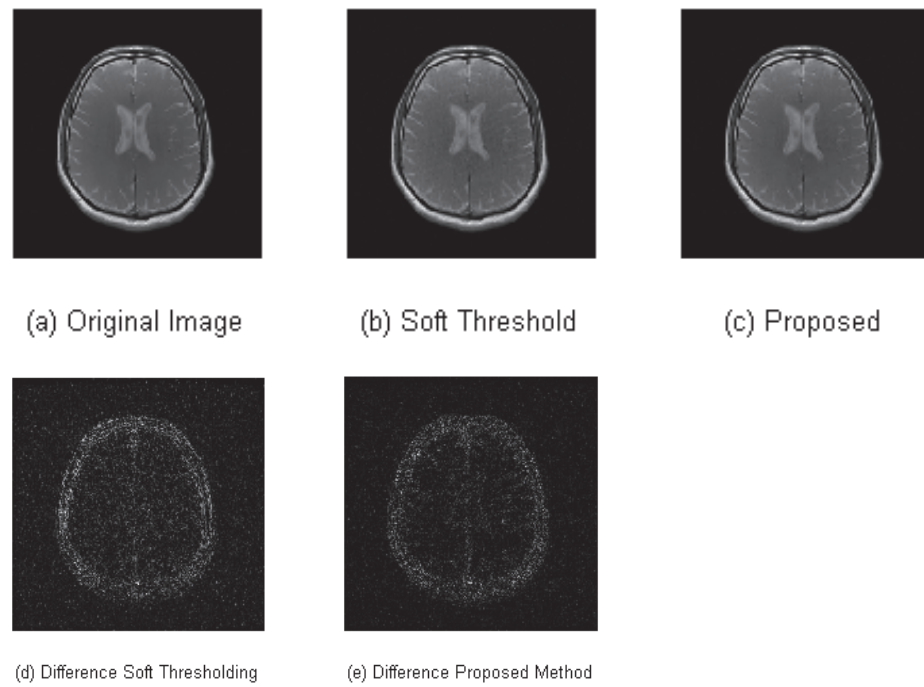 (a) Original Image
(b) Soft Threshold
(c) Proposed
(d) Difference Soft Thresholding
(e) Difference Proposed Method